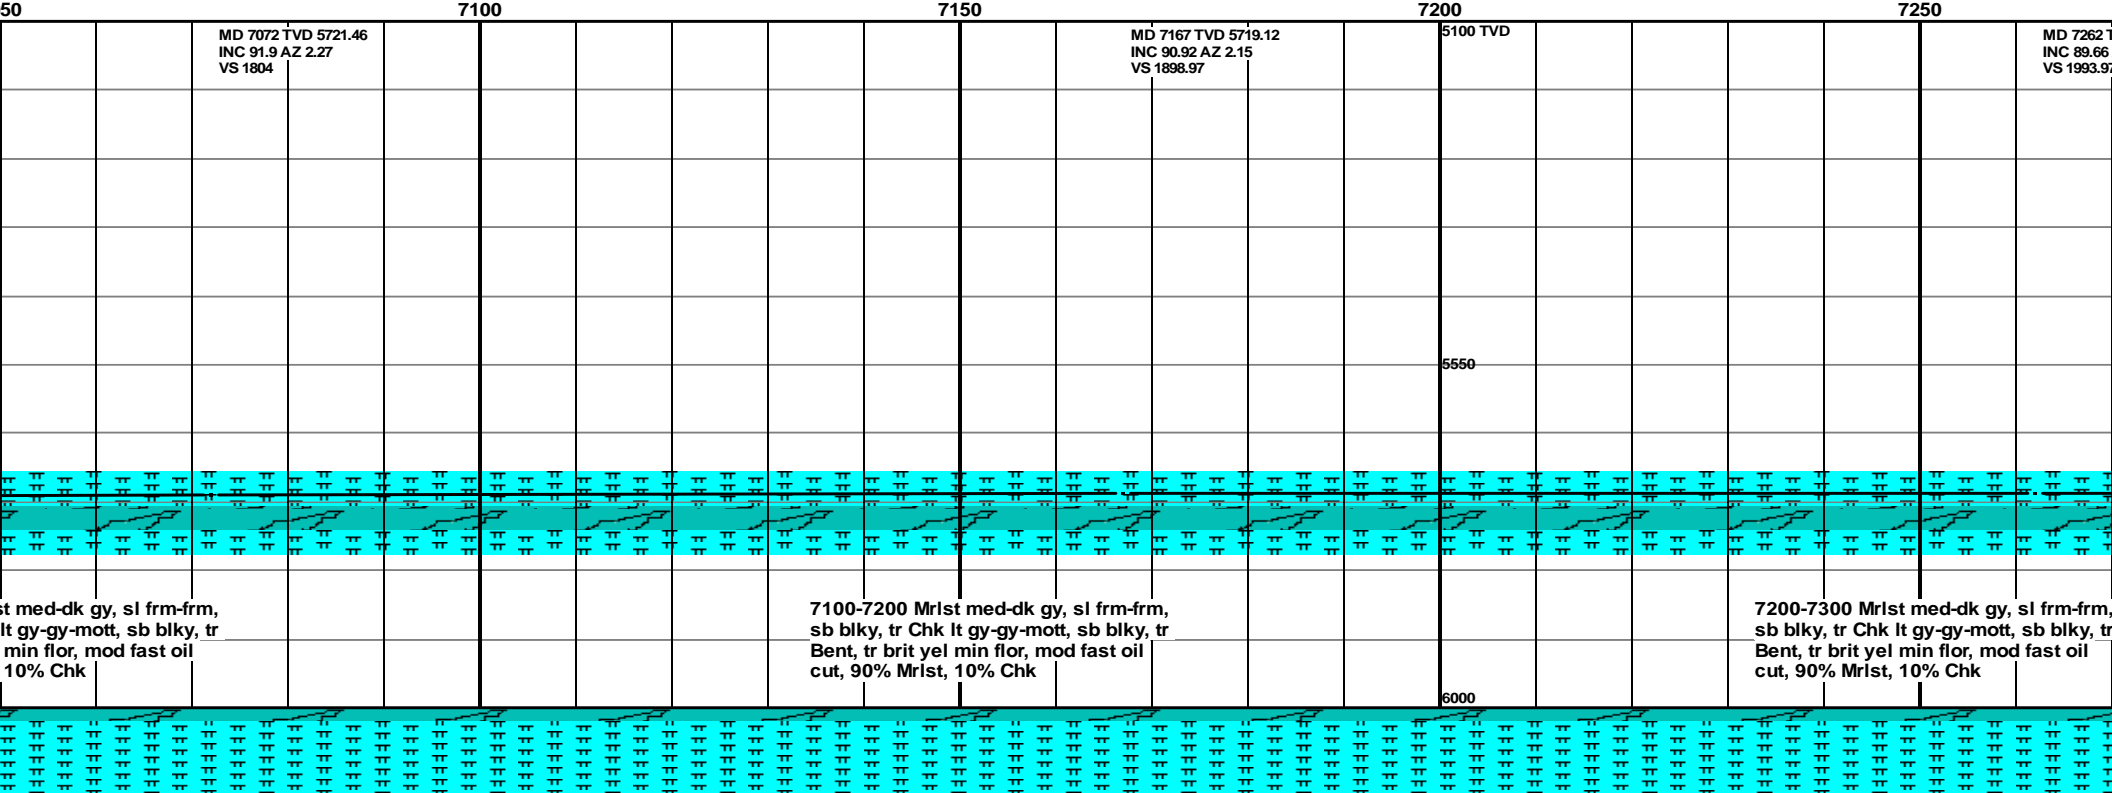 50 7100 7150 7200 7250
MD 7072 TVD 5721.46
INC 91.9 AZ 2.27
VS 1804
MD 7167 TVD 5719.12
INC 90.92 AZ 2.15
VS 1898.97
5100 TVD
MD 7262 T
INC 89.66
VS 1993.97
5550
st med-dk gy, sl frm-frm,
lt gy-gy-mott, sb blky, tr
min flor, mod fast oil
10% Chk
7100-7200 Mrlst med-dk gy, sl frm-frm,
sb blky, tr Chk lt gy-gy-mott, sb blky, tr
Bent, tr brit yel min flor, mod fast oil
cut, 90% Mrlst, 10% Chk
7200-7300 Mrlst med-dk gy, sl frm-frm,
sb blky, tr Chk lt gy-gy-mott, sb blky, tr
Bent, tr brit yel min flor, mod fast oil
cut, 90% Mrlst, 10% Chk
6000